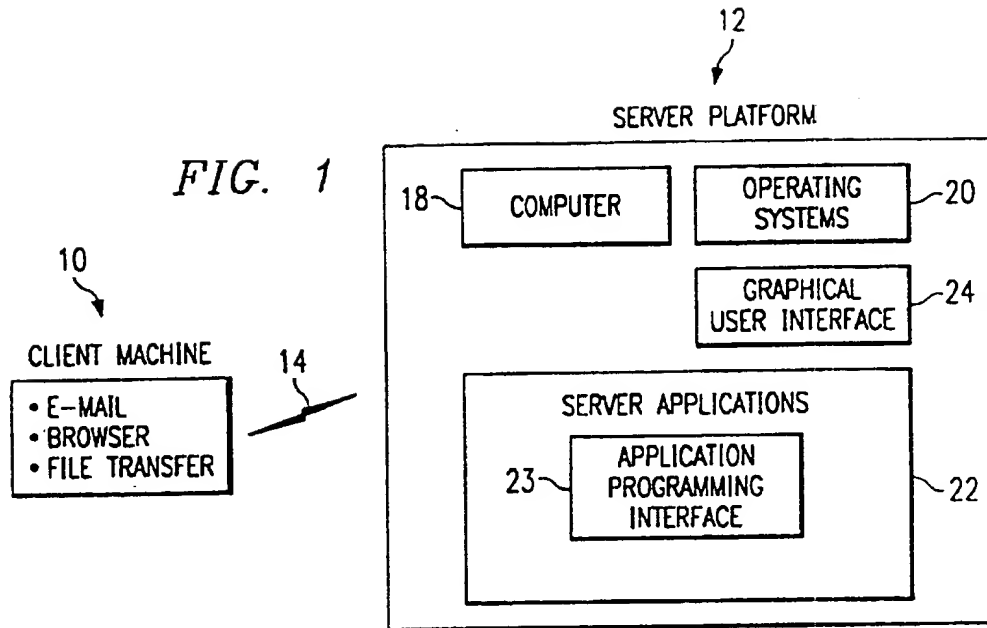 12
SERVER PLATFORM
FIG. 1
18
COMPUTER
OPERATING
SYSTEMS
20
GRAPHICAL
USER INTERFACE
24
10
CLIENT MACHINE
• E-MAIL
• BROWSER
• FILE TRANSFER
14
SERVER APPLICATIONS
23
APPLICATION
PROGRAMMING
INTERFACE
22